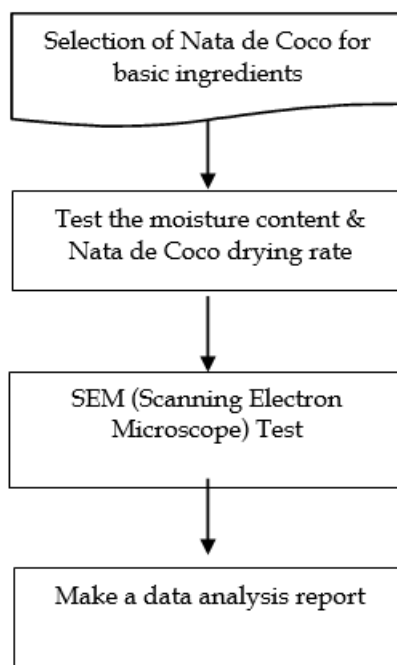 Selection of Nata de Coco for
basic ingredients
Test the moisture content &
Nata de Coco drying rate
SEM (Scanning Electron
Microscope) Test
Make a data analysis report